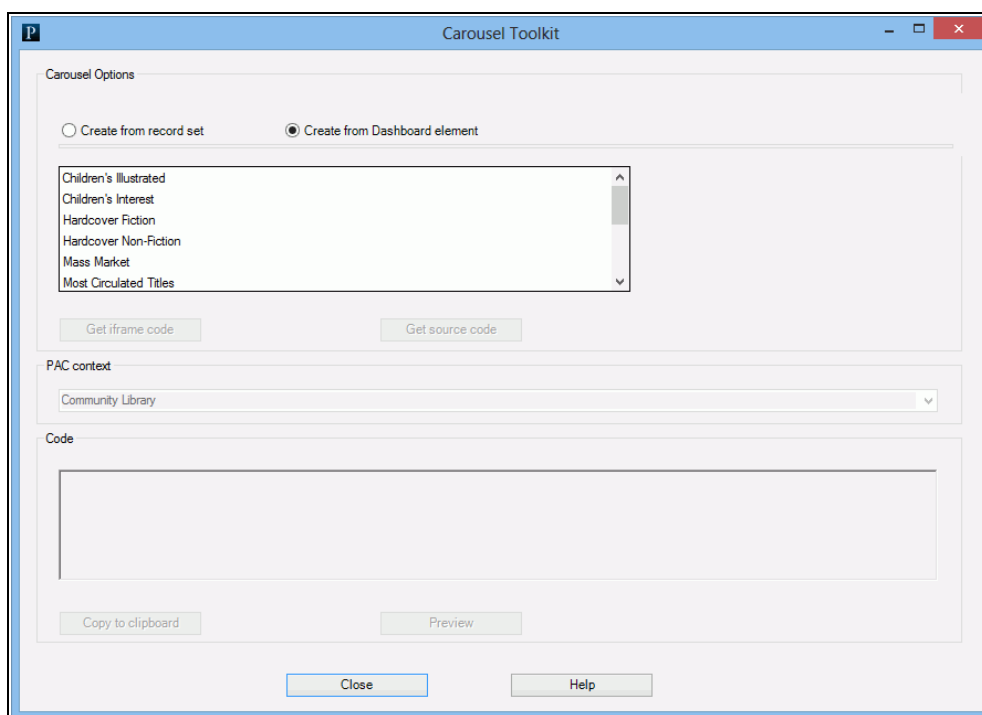 P Carousel Toolkit
Carousel Options
Create from record set Create from Dashboard element
Children's Illustrated
Children's Interest
Hardcover Fiction
Hardcover Non-Fiction
Mass Market
Most Circulated Titles
Get iframe code Get source code
PAC context
Community Library
Code
Copy to clipboard Preview
Close Help